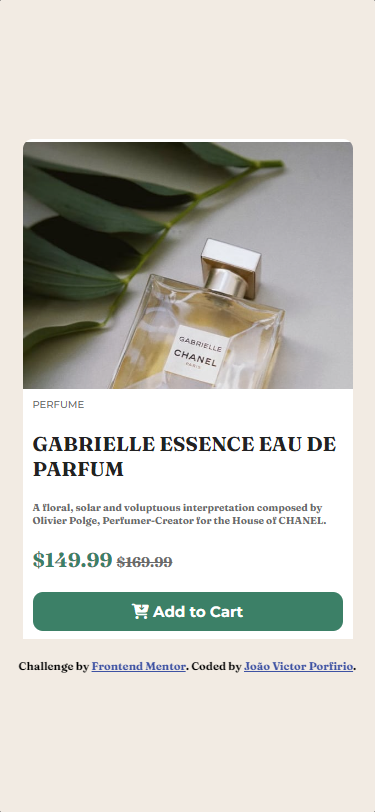 GABRIELLE
CHANEL
PARIS
PERFUME
GABRIELLE ESSENCE EAU DE
PARFUM
A floral, solar and voluptuous interpretation composed by
Olivier Polge, Perfumer-Creator for the House of CHANEL.
$149.99 $169.99
Add to Cart
Challenge by Frontend Mentor. Coded by João Victor Porfírio.